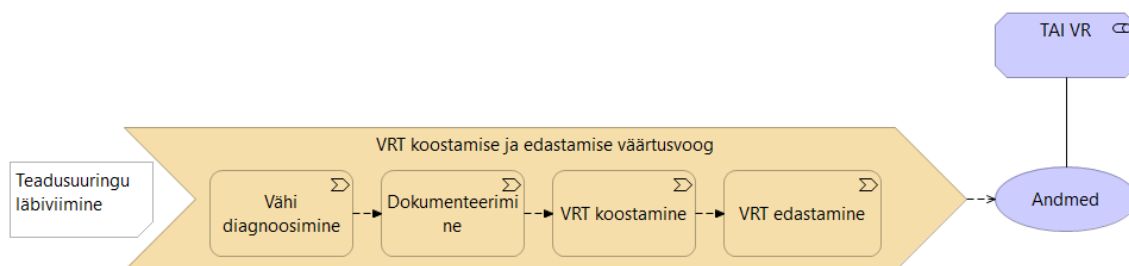 TAI VR
VRT koostamise ja edastamise väärtusvoog
Teadusuuringu
läbiviimine
Vähi
diagnoosimine
Dokumenteerimi
ne
VRT koostamine
VRT edastamine
Andmed